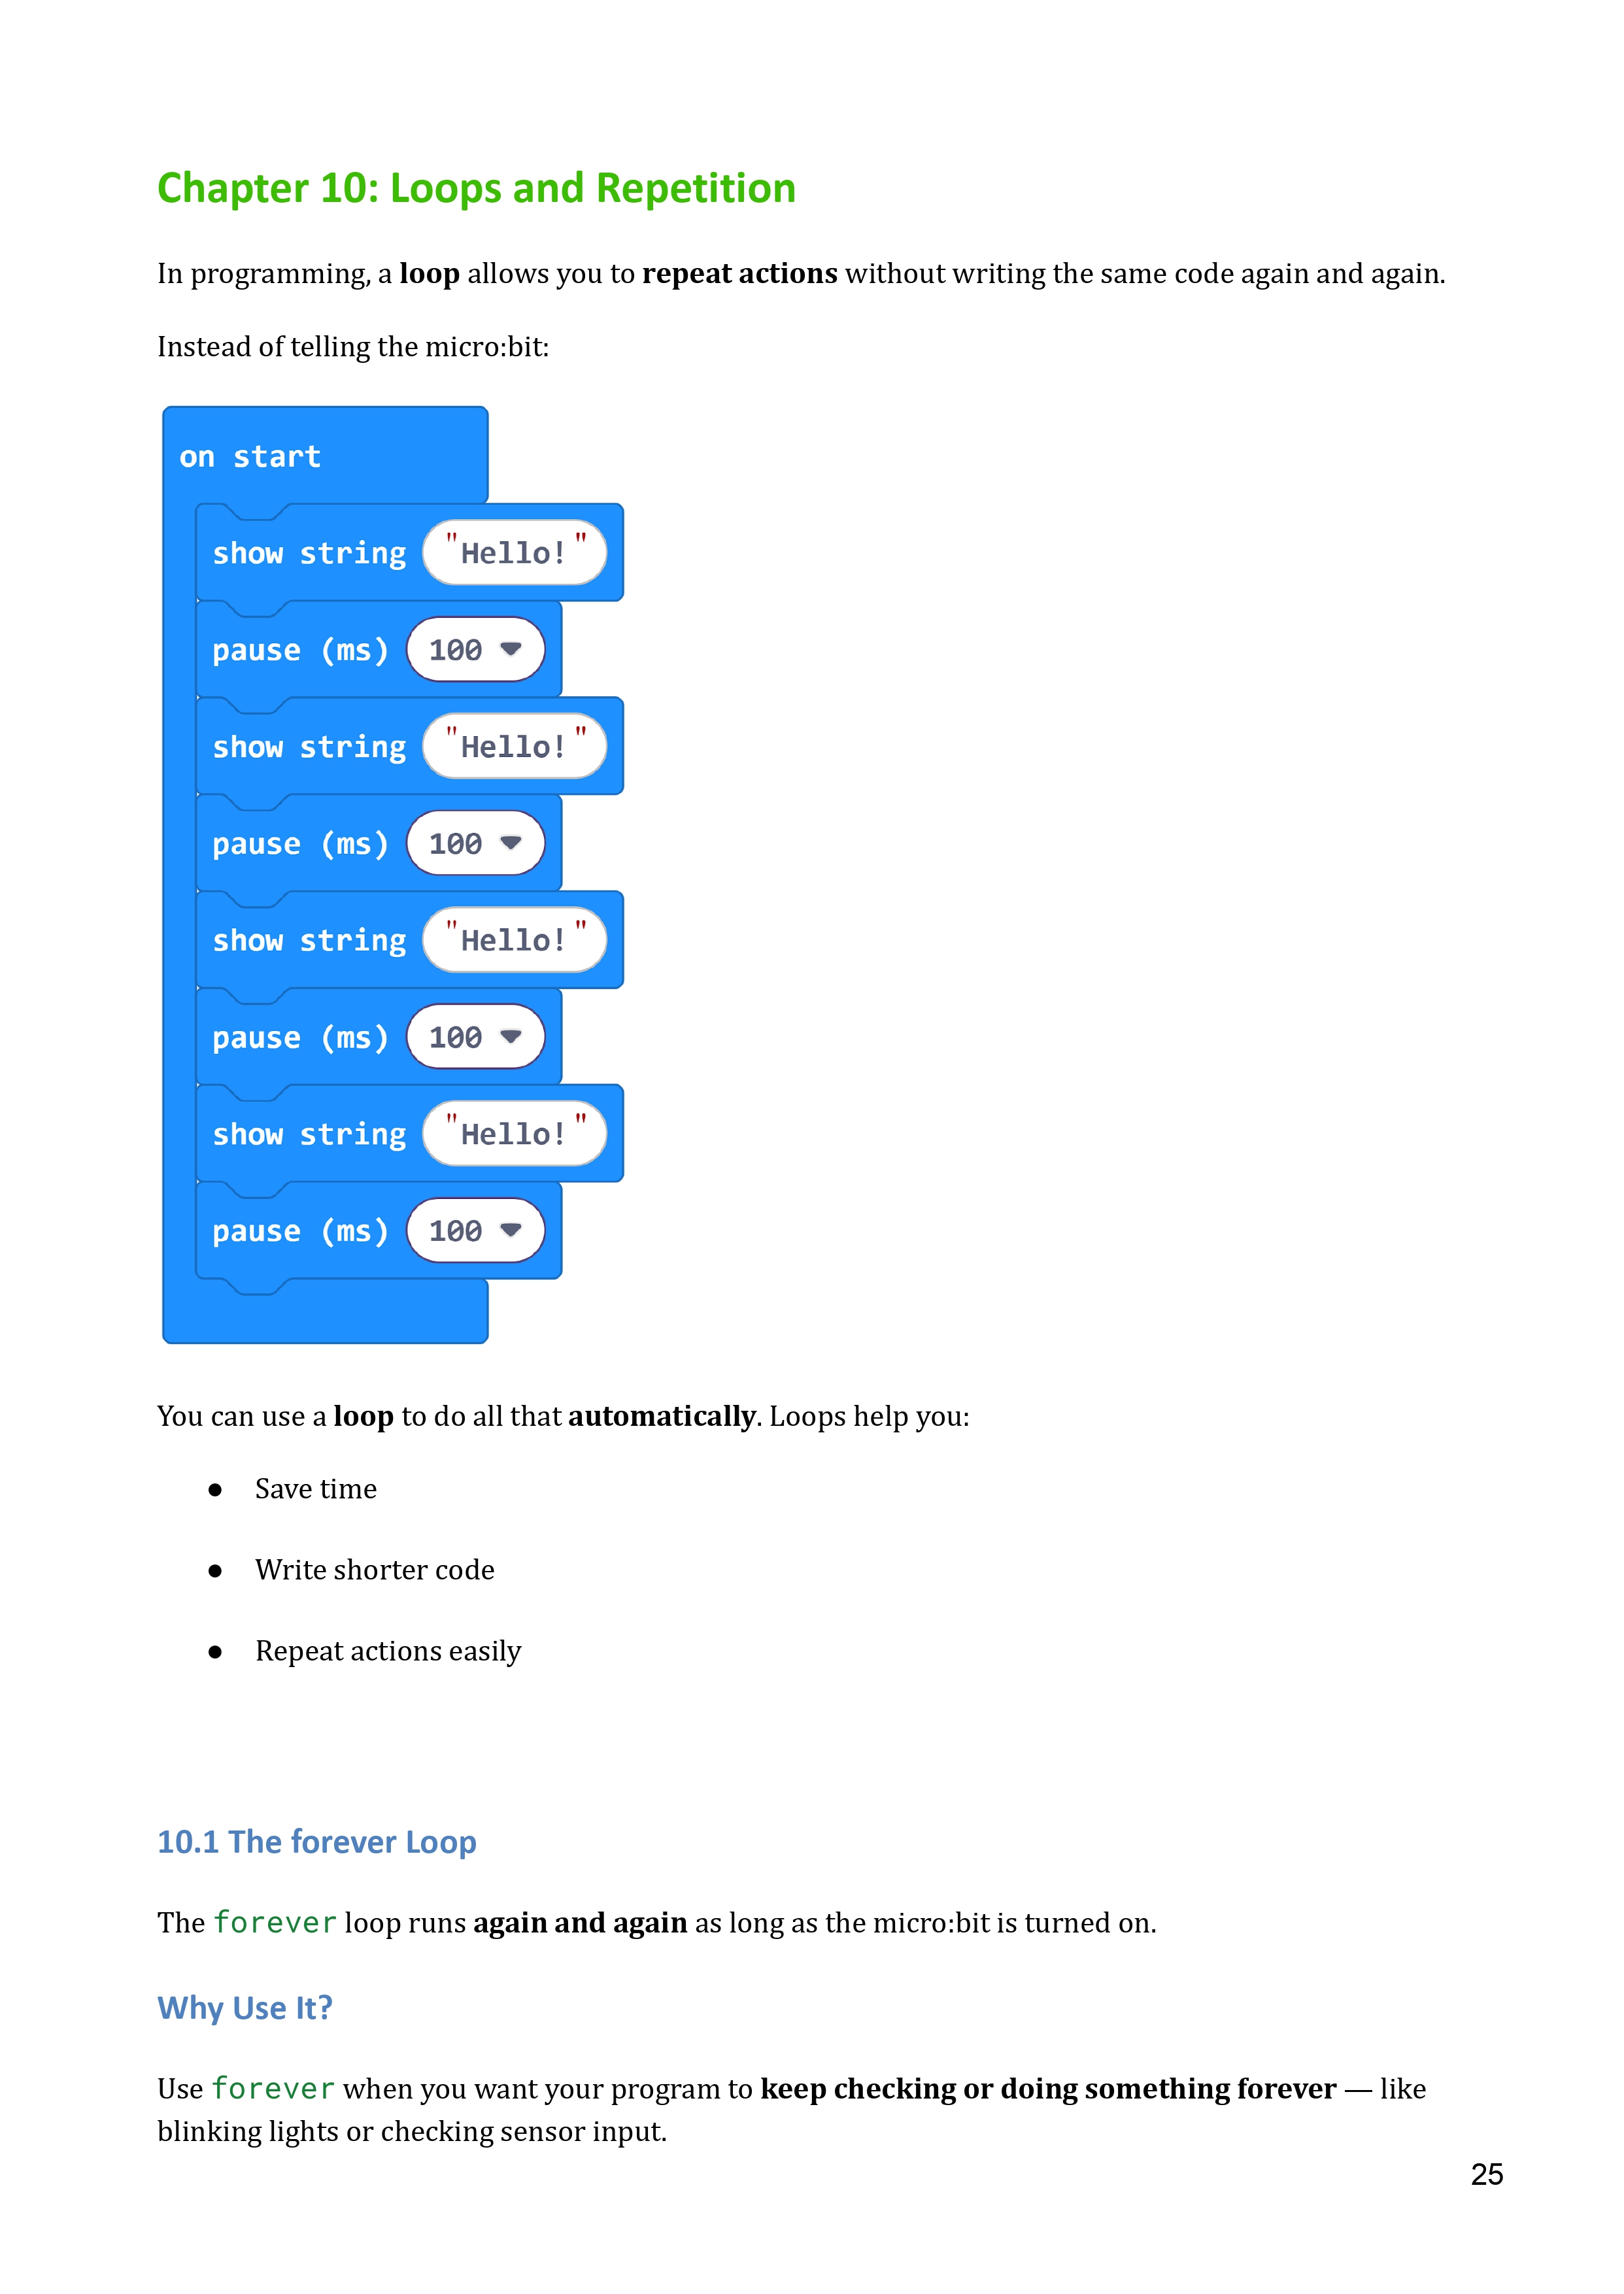 Chapter 10: Loops and Repetition
In programming, a loop allows you to repeat actions without writing the same code again and again.
Instead of telling the micro:bit:
on start
show string "Hello!"
pause (ms) 100
show string "Hello!"
pause (ms) 100
show string "Hello!"
pause (ms) 100
show string "Hello!"
pause (ms) 100
You can use a loop to do all that automatically. Loops help you:
● Save time
● Write shorter code
● Repeat actions easily
10.1 The forever Loop
The forever loop runs again and again as long as the micro:bit is turned on.
Why Use It?
Use forever when you want your program to keep checking or doing something forever — like
blinking lights or checking sensor input.
25